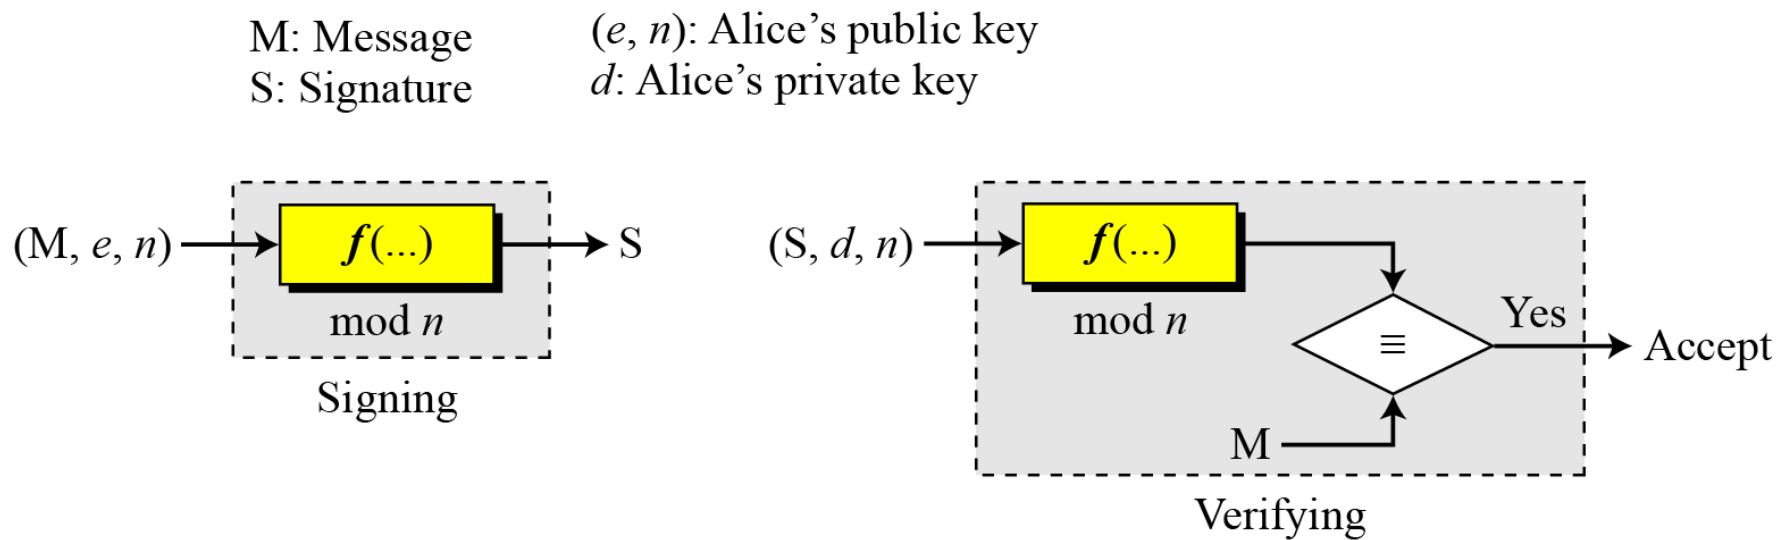 M: Message
S: Signature
(e, n): Alice's public key
d: Alice's private key
(M, e, n)
f(...)
mod n
S
Signing
(S, d, n)
f(...)
mod n
≡
Yes
Accept
M
Verifying